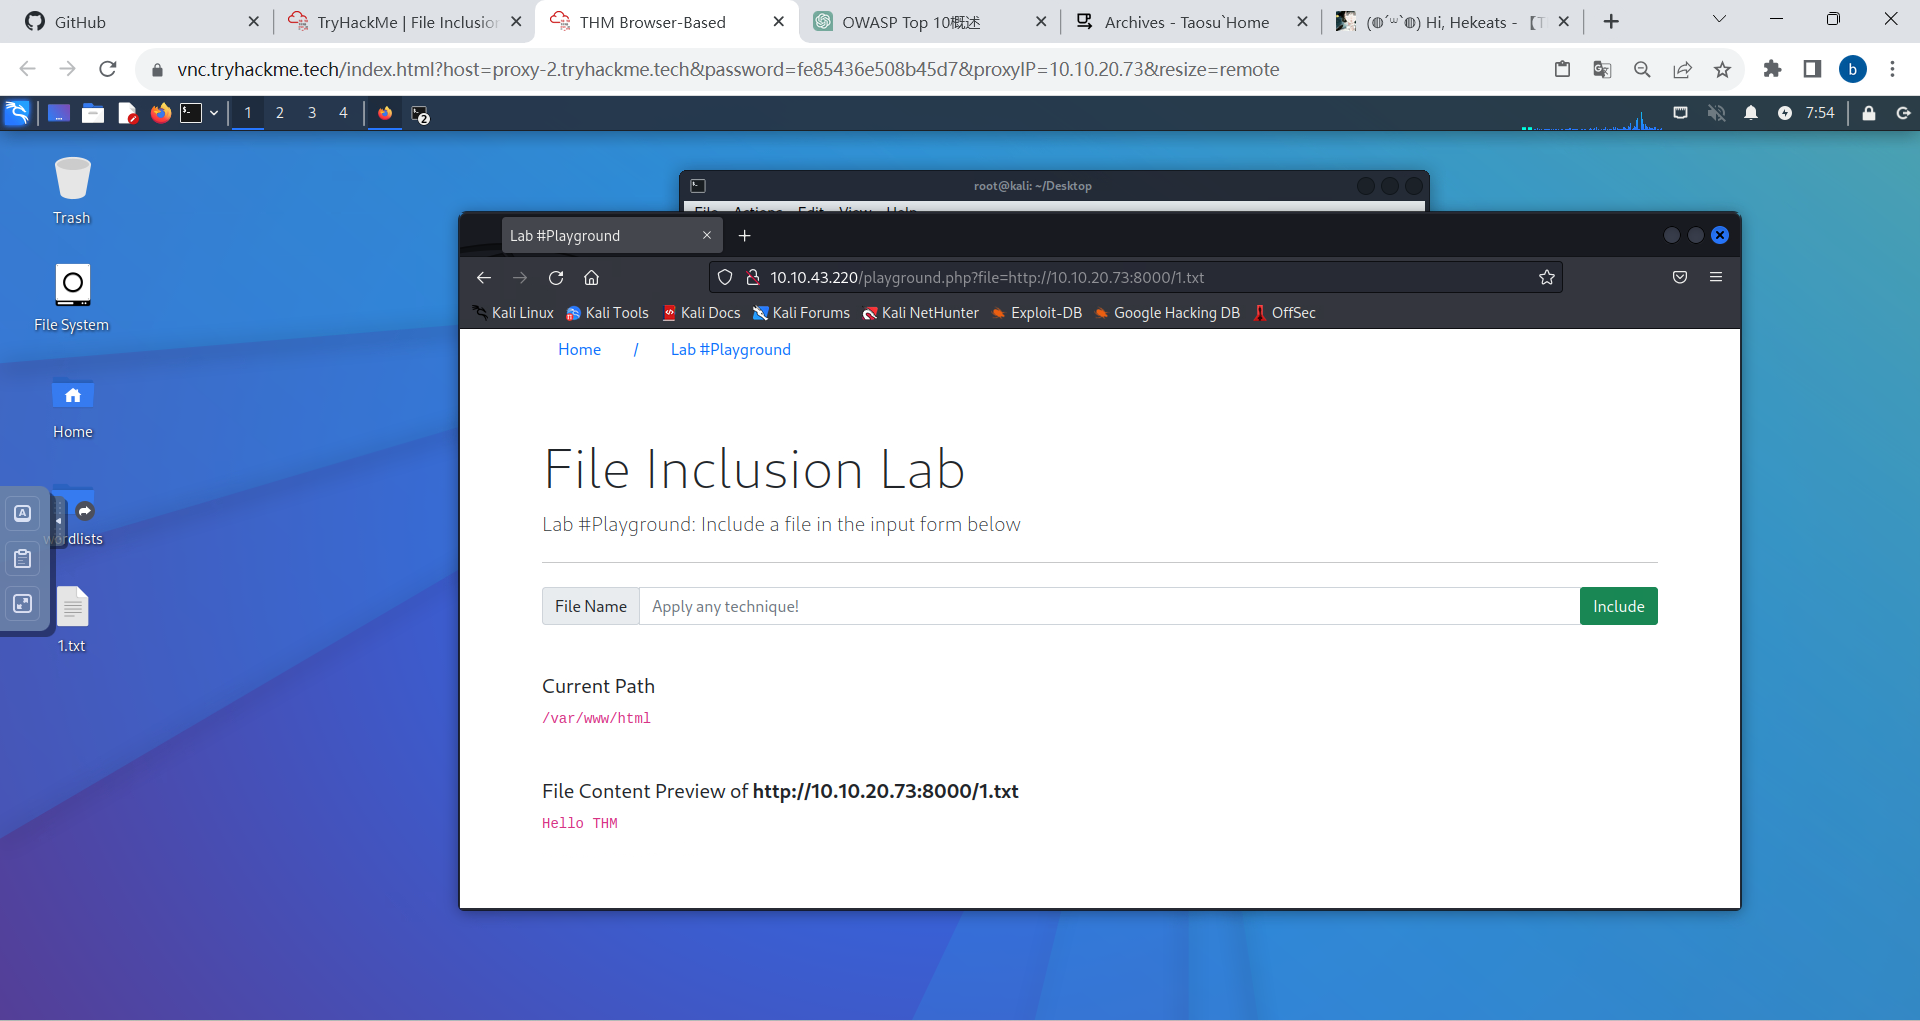 GitHub
TryHackMe | File Inclusion
THM Browser-Based
OWASP Top 10概述
Archives - Taosu`Home
Hi, Hekeats - 【T
vnc.tryhackme.tech/index.html?host=proxy-2.tryhackme.tech&password=fe85436e508b45d7&proxyIP=10.10.20.73&resize=remote
b
1 2 3 4 2 7:54
Trash
File System
Home
wordlists
A
1.txt
root@kali: ~/Desktop
File Actions Edit View Help
Lab #Playground
10.10.43.220/playground.php?file=http://10.10.20.73:8000/1.txt
Kali Linux Kali Tools Kali Docs Kali Forums Kali NetHunter Exploit-DB Google Hacking DB OffSec
Home / Lab #Playground
File Inclusion Lab
Lab #Playground: Include a file in the input form below
File Name Apply any technique! Include
Current Path
/var/www/html
File Content Preview of http://10.10.20.73:8000/1.txt
Hello THM